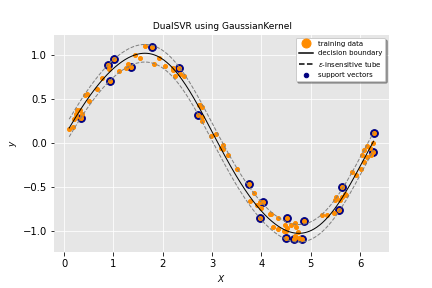 DualSVR using GaussianKernel
training data
decision boundary
ε-insensitive tube
support vectors
1.0
0.5
0.0
−0.5
−1.0
y
0 1 2 3 4 5 6
X